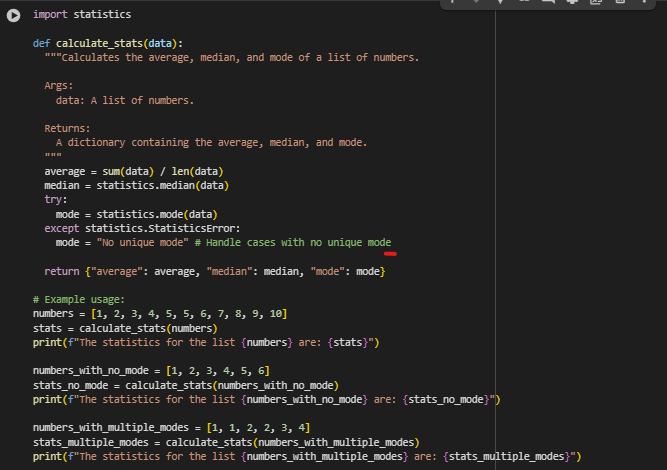 import statistics
def calculate_stats(data):
"""Calculates the average, median, and mode of a list of numbers.
Args:
data: A list of numbers.
Returns:
A dictionary containing the average, median, and mode.
"""
average = sum(data) / len(data)
median = statistics.median(data)
try:
mode = statistics.mode(data)
except statistics.StatisticsError:
mode = "No unique mode" # Handle cases with no unique mode
return {"average": average, "median": median, "mode": mode}
# Example usage:
numbers = [1, 2, 3, 4, 5, 5, 6, 7, 8, 9, 10]
stats = calculate_stats(numbers)
print(f"The statistics for the list {numbers} are: {stats}")
numbers_with_no_mode = [1, 2, 3, 4, 5, 6]
stats_no_mode = calculate_stats(numbers_with_no_mode)
print(f"The statistics for the list {numbers_with_no_mode} are: {stats_no_mode}")
numbers_with_multiple_modes = [1, 1, 2, 2, 3, 4]
stats_multiple_modes = calculate_stats(numbers_with_multiple_modes)
print(f"The statistics for the list {numbers_with_multiple_modes} are: {stats_multiple_modes}")